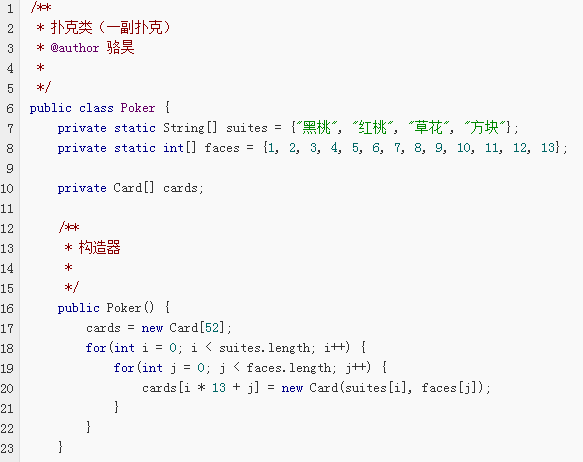 1 /**
2  * 扑克类（一副扑克）
3  * @author 骆昊
4  *
5  */
6 public class Poker {
7     private static String[] suites = {"黑桃", "红桃", "草花", "方块"};
8     private static int[] faces = {1, 2, 3, 4, 5, 6, 7, 8, 9, 10, 11, 12, 13};
9
10     private Card[] cards;
11
12     /**
13      * 构造器
14      *
15      */
16     public Poker() {
17         cards = new Card[52];
18         for(int i = 0; i < suites.length; i++) {
19             for(int j = 0; j < faces.length; j++) {
20                 cards[i * 13 + j] = new Card(suites[i], faces[j]);
21             }
22         }
23     }